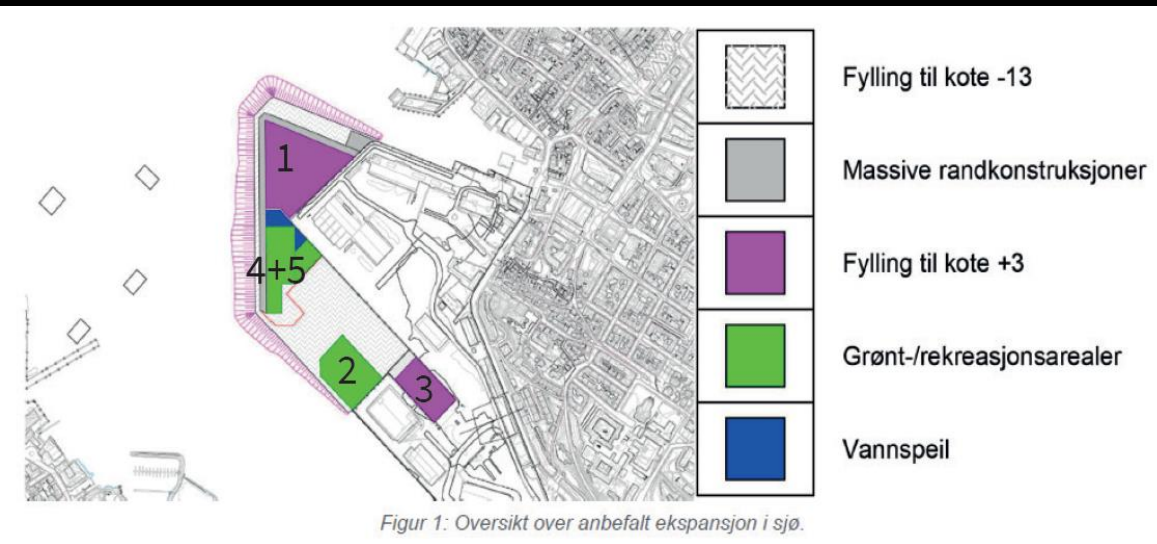 1
4+5
2
3
Fylling til kote -13
Massive randkonstruksjoner
Fylling til kote +3
Grønt-/rekreasjonsarealer
Vannspeil
Figur 1: Oversikt over anbefalt ekspansjon i sjø.